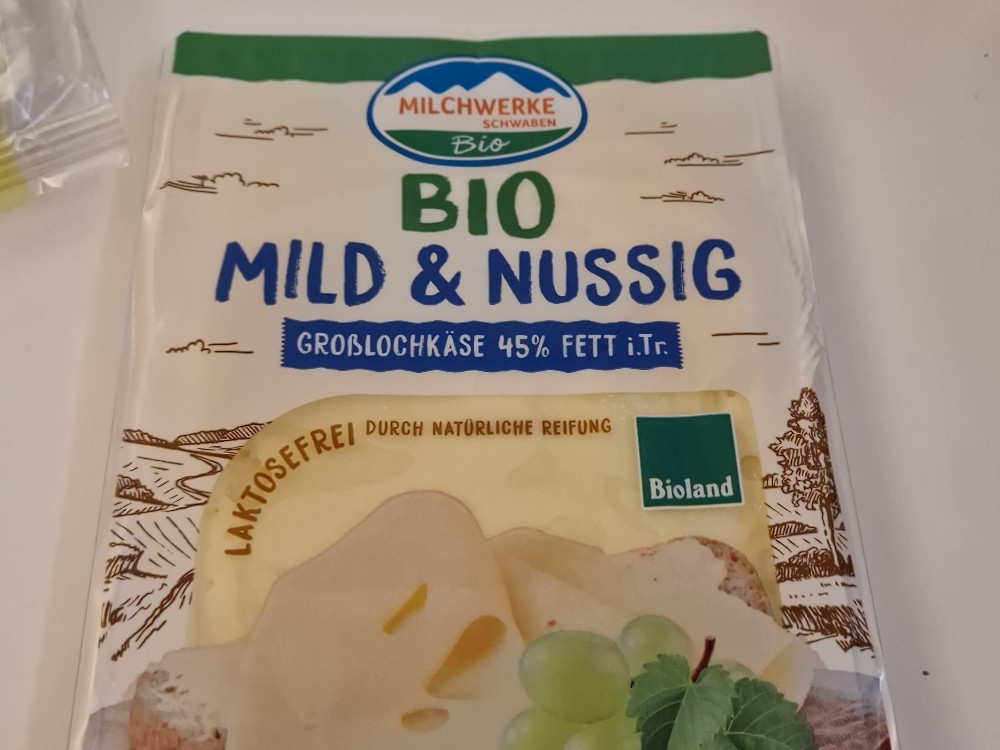 MILCHWERKE
SCHWABEN
Bio
BIO
MILD & NUSSIG
GROẞLOCHKÄSE 45% FETT i.Tr.
LAKTOSEFREI DURCH NATÜRLICHE REIFUNG
Bioland